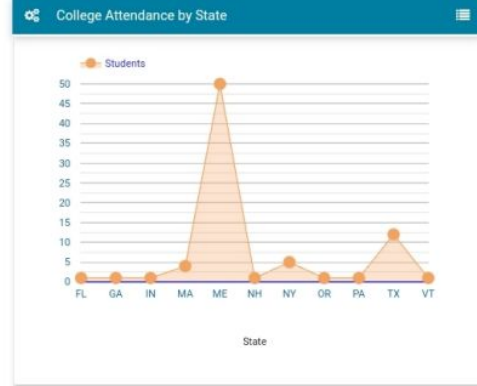 College Attendance by State
Students
50
45
40
35
30
25
20
15
10
5
0
FL GA IN MA ME NH NY OR PA TX VT
State